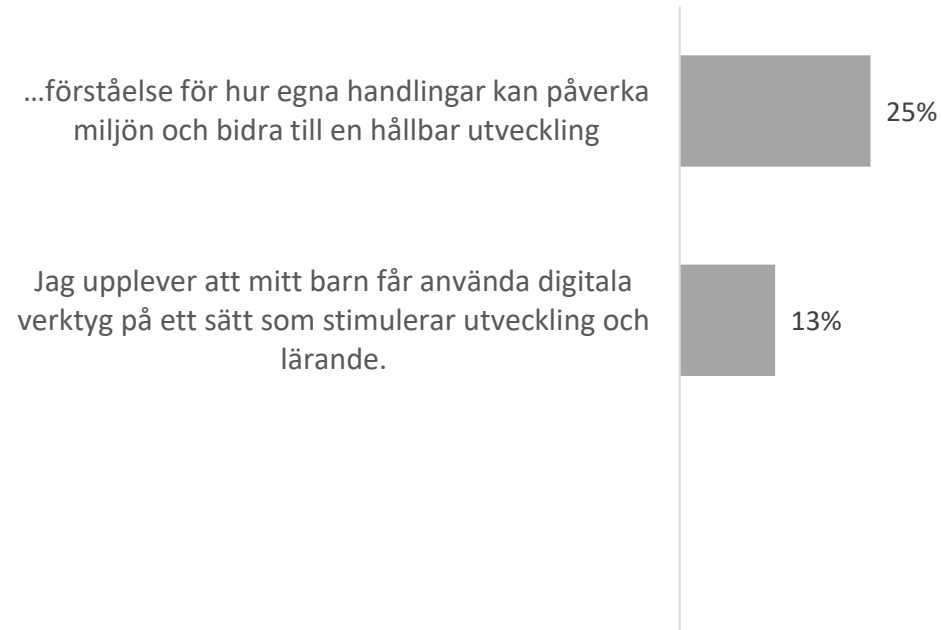 ...förståelse för hur egna handlingar kan påverka
miljön och bidra till en hållbar utveckling
25%
Jag upplever att mitt barn får använda digitala
verktyg på ett sätt som stimulerar utveckling och
lärande.
13%